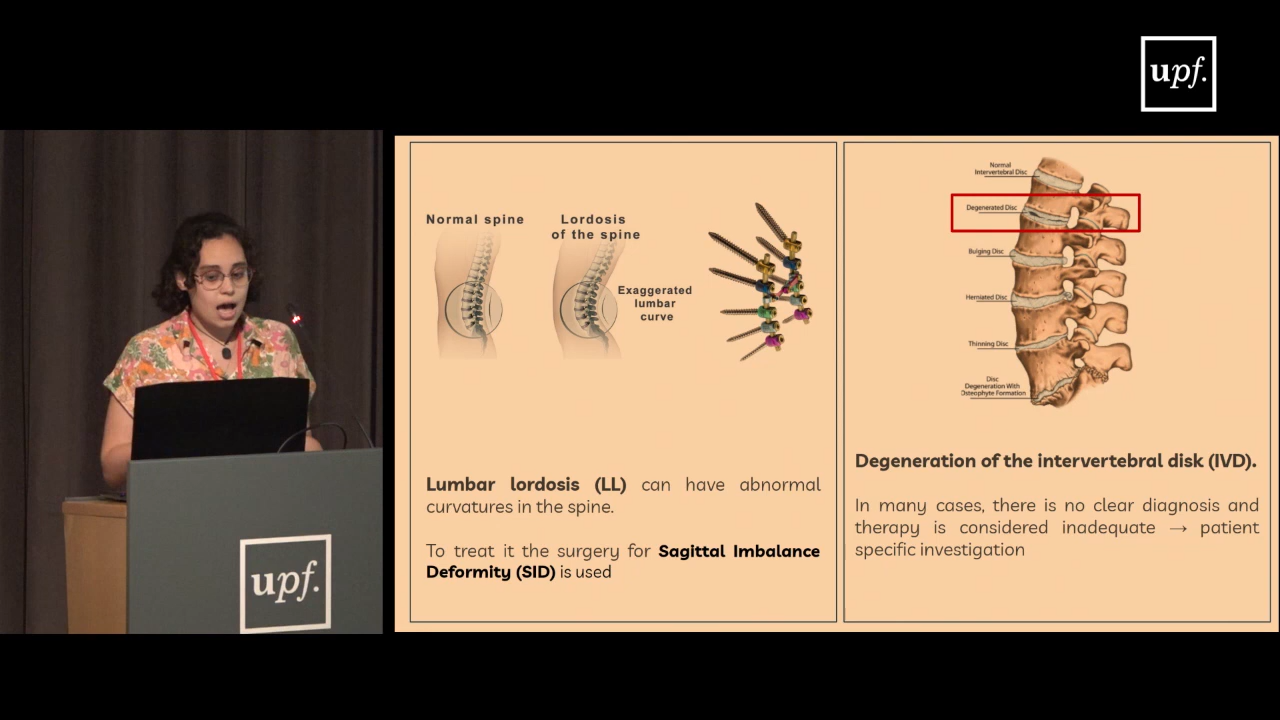 upf.
upf.
Normal spine
Lordosis
of the spine
Exaggerated
lumbar
curve
Lumbar lordosis (LL) can have abnormal
curvatures in the spine.
To treat it the surgery for Sagittal Imbalance
Deformity (SID) is used
Normal
Intervertebral Disc
Degenerated Disc
Bulging Disc
Herniated Disc
Thinning Disc
Disc
Degeneration With
Osteophyte Formation
Degeneration of the intervertebral disk (IVD).
In many cases, there is no clear diagnosis and
therapy is considered inadequate → patient
specific investigation